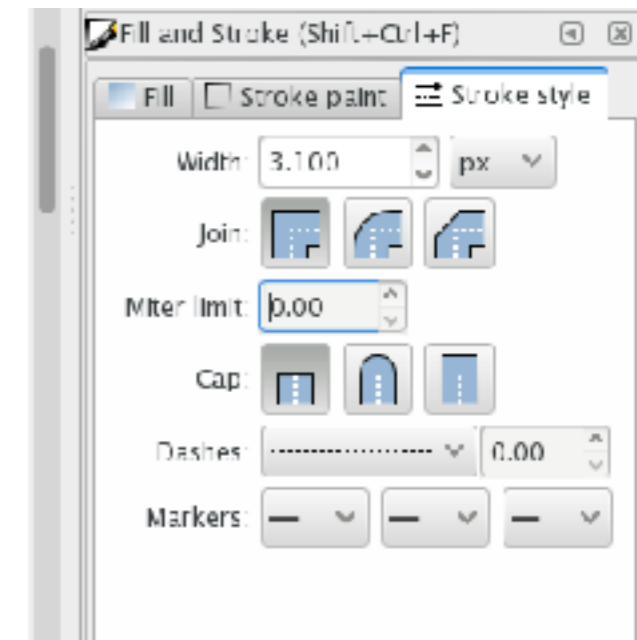 Fill and Stroke (Shift+Ctrl+F)
Fill Stroke paint Stroke style
Width: 3.100 px
Join:
Miter limit: 0.00
Cap:
Dashes: 0.00
Markers: